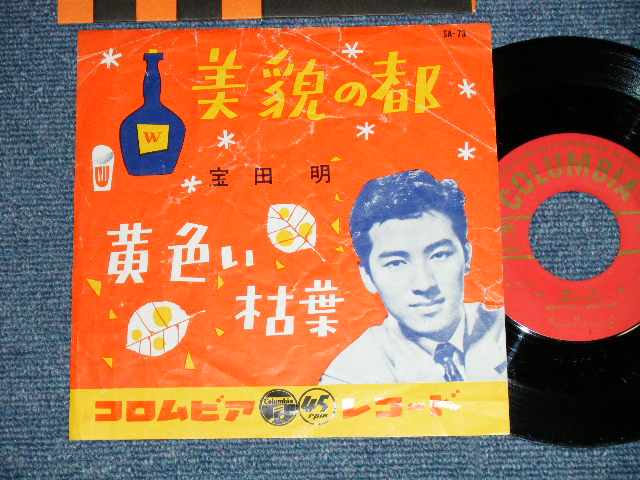 SA-73
美貌の都
W
宝田明
黄色い
枯葉
コロムビア Columbia 45 rpm レコード
COLUMBIA